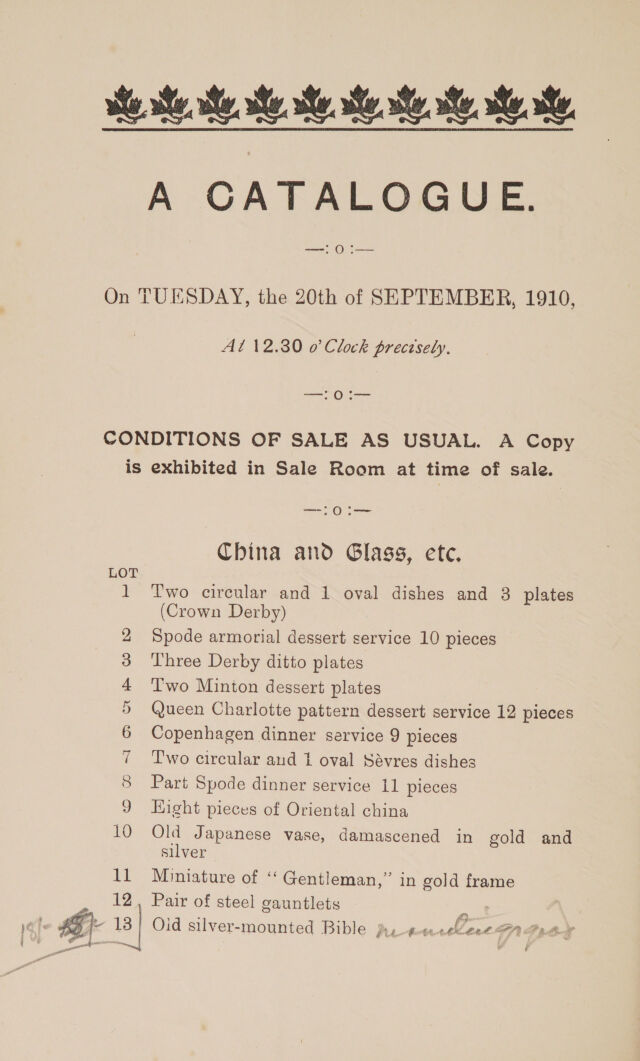 A CATALOGUE.
—: o :—
On TUESDAY, the 20th of SEPTEMBER, 1910,
At 12.30 o'Clock precisely.
—: o :—
CONDITIONS OF SALE AS USUAL. A Copy
is exhibited in Sale Room at time of sale.
—: o :—
China and Glass, etc.
LOT
1 Two circular and 1 oval dishes and 3 plates
(Crown Derby)
2 Spode armorial dessert service 10 pieces
3 Three Derby ditto plates
4 Two Minton dessert plates
5 Queen Charlotte pattern dessert service 12 pieces
6 Copenhagen dinner service 9 pieces
7 Two circular and 1 oval Sèvres dishes
8 Part Spode dinner service 11 pieces
9 Eight pieces of Oriental china
10 Old Japanese vase, damascened in gold and
silver
11 Miniature of “ Gentleman,” in gold frame
12 Pair of steel gauntlets
18/- 13 Old silver-mounted Bible